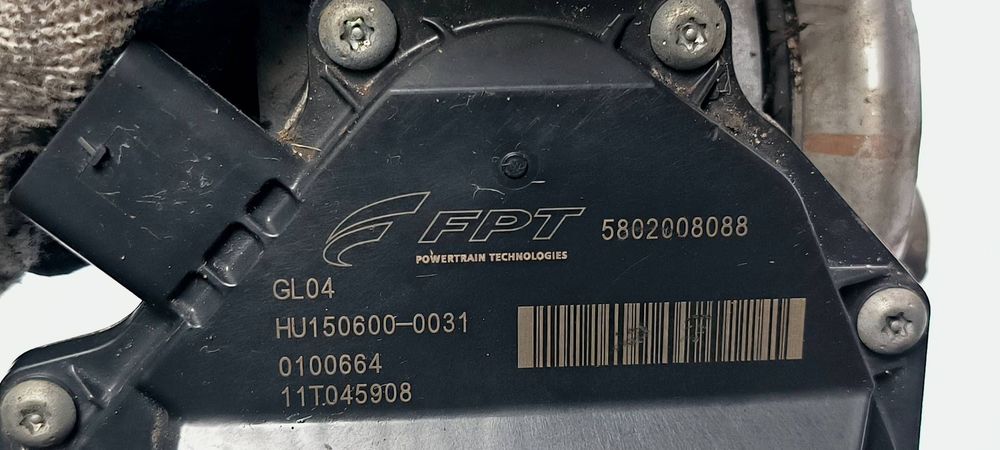 FPT 5802008088
POWERTRAIN TECHNOLOGIES
GL04
HU150600-0031
0100664
11T045908